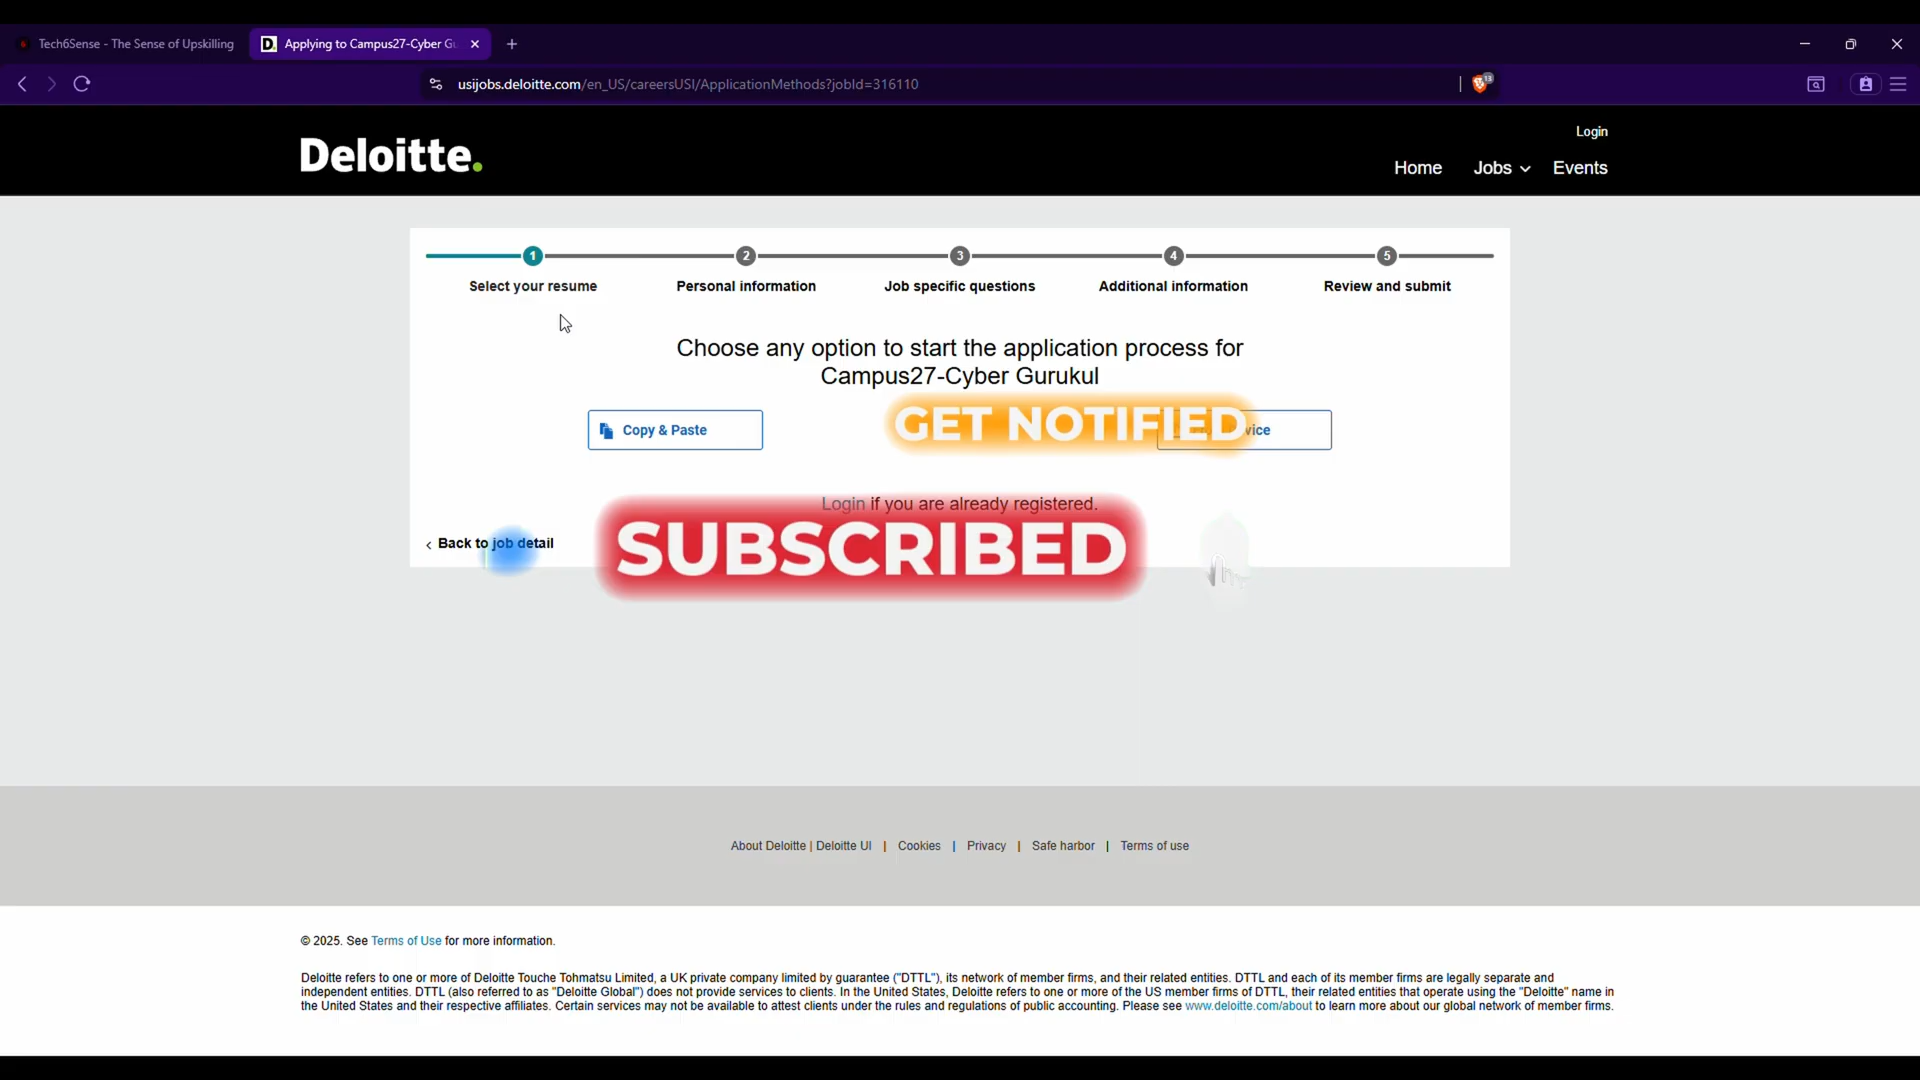 Tech6Sense - The Sense of Upskilling
Applying to Campus27-Cyber Gu
usijobs.deloitte.com/en_US/careersUSI/ApplicationMethods?jobId=316110
13
Login
Deloitte.
Home Jobs Events
1 2 3 4 5
Select your resume Personal information Job specific questions Additional information Review and submit
Choose any option to start the application process for
Campus27-Cyber Gurukul
Copy & Paste
GET NOTIFIED
Login if you are already registered.
SUBSCRIBED
Back to job detail
About Deloitte | Deloitte UI | Cookies | Privacy | Safe harbor | Terms of use
© 2025. See Terms of Use for more information.
Deloitte refers to one or more of Deloitte Touche Tohmatsu Limited, a UK private company limited by guarantee ("DTTL"), its network of member firms, and their related entities. DTTL and each of its member firms are legally separate and
independent entities. DTTL (also referred to as "Deloitte Global") does not provide services to clients. In the United States, Deloitte refers to one or more of the US member firms of DTTL, their related entities that operate using the "Deloitte" name in
the United States and their respective affiliates. Certain services may not be available to attest clients under the rules and regulations of public accounting. Please see www.deloitte.com/about to learn more about our global network of member firms.